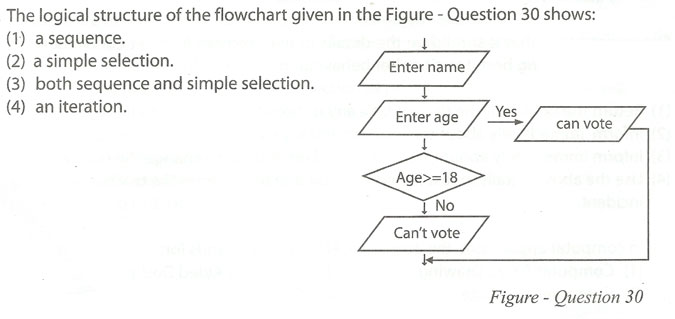 The logical structure of the flowchart given in the Figure - Question 30 shows:
(1) a sequence.
(2) a simple selection.
(3) both sequence and simple selection.
(4) an iteration.
Enter name
Enter age
Yes
can vote
Age>=18
No
Can't vote
Figure - Question 30